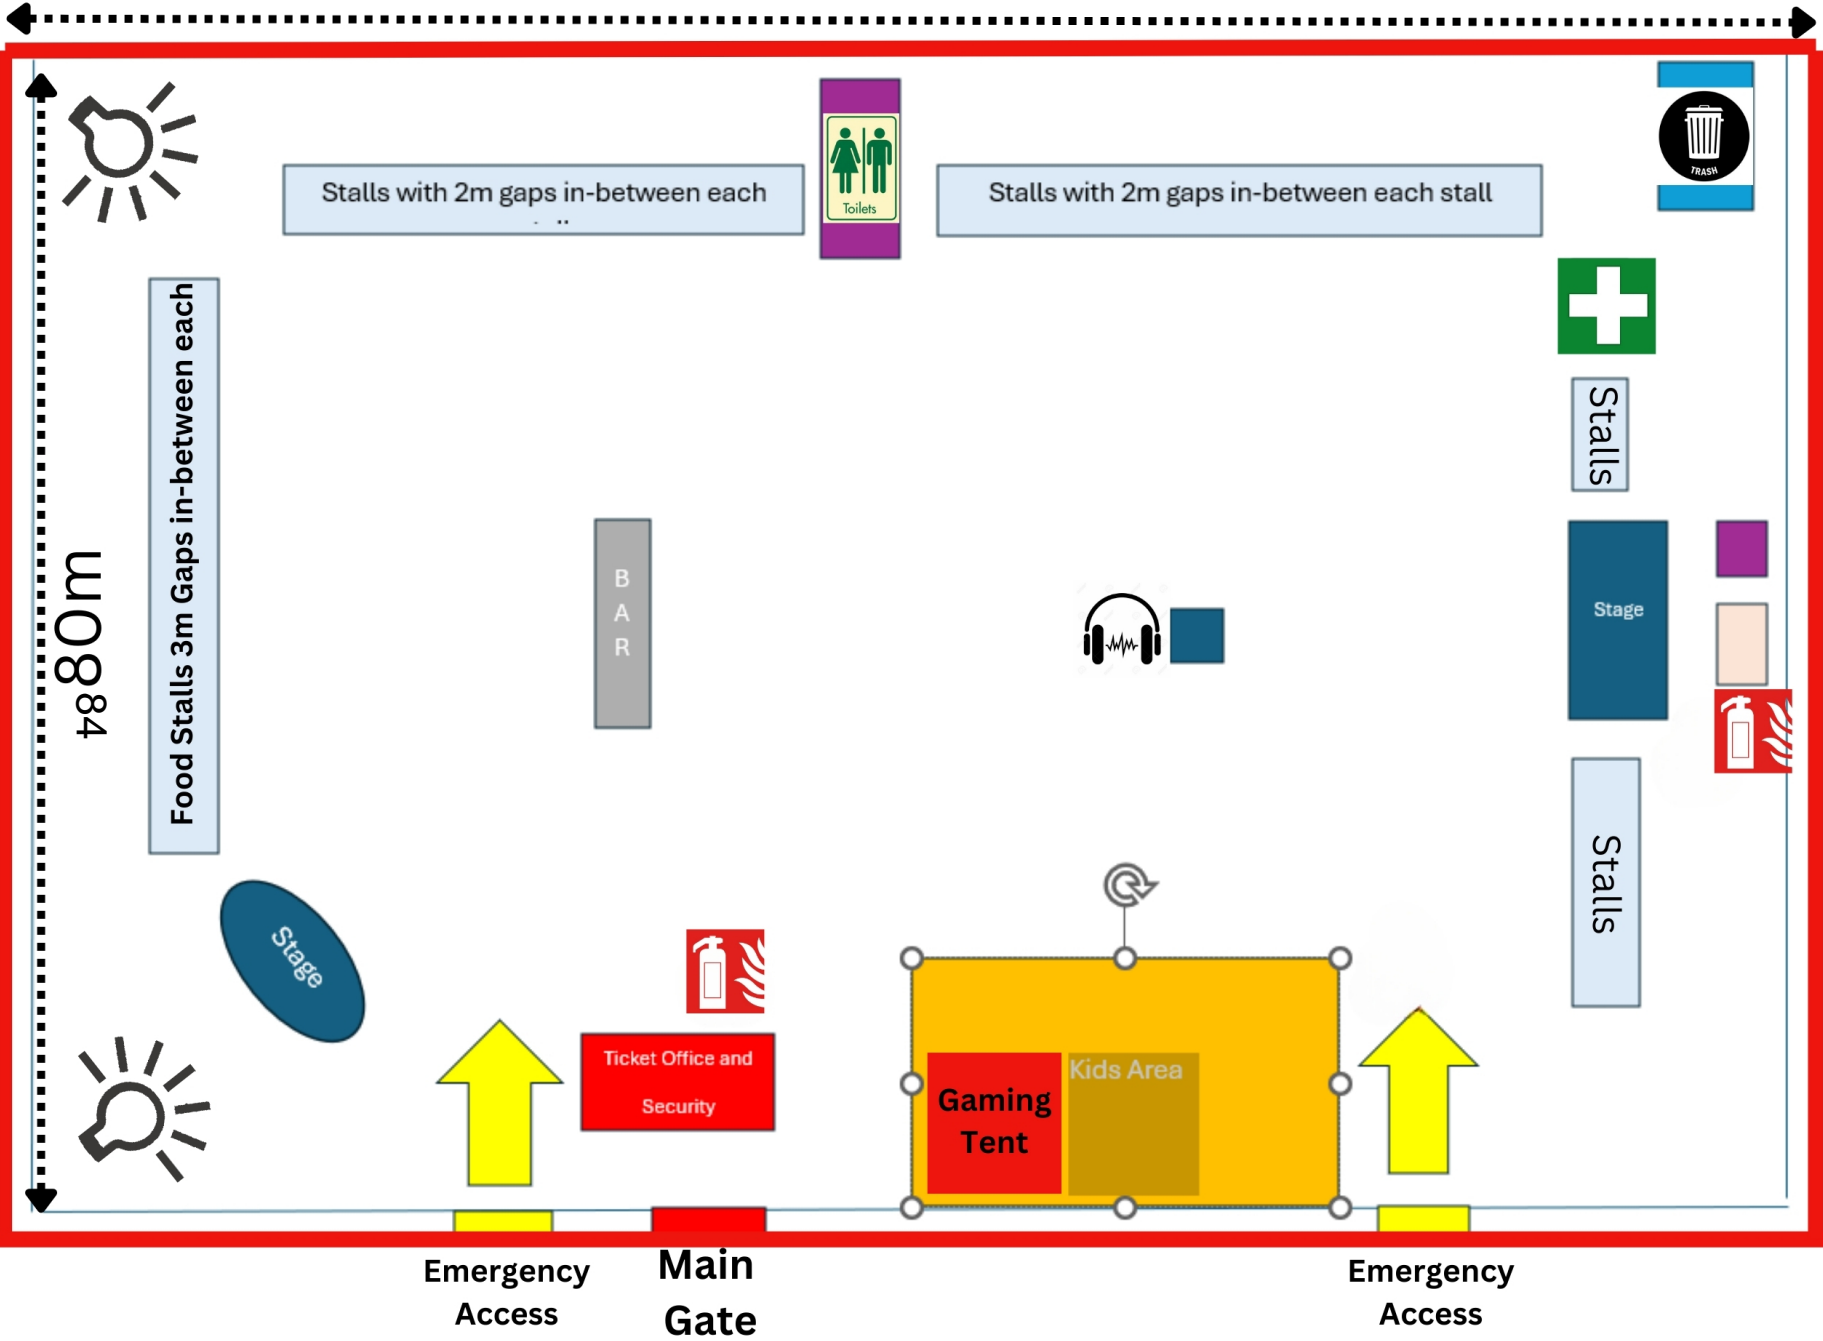 Toilets
TRASH
Stalls with 2m gaps in-between each
Stalls with 2m gaps in-between each stall
Food Stalls 3m Gaps in-between each
Stalls
B
A
R
Stage
480m
84
Stalls
Stage
Ticket Office and
Security
Kids Area
Gaming
Tent
Emergency
Access
Main
Gate
Emergency
Access